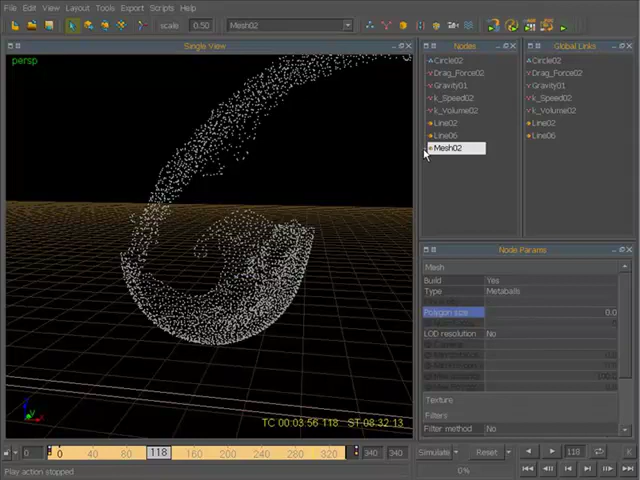 File Edit View Layout Tools Export Scripts Help
scale 0.50 Mesh02
Single View
persp
TC 00:03:56 118 ST 08:32.13
Nodes
Circle02
Drag_Force02
Gravity01
k_Speed02
k_Volume02
Line02
Line06
Mesh02
Global Links
Circle02
Drag_Force02
Gravity01
k_Speed02
k_Volume02
Line02
Line06
Node Params
Mesh
Build Yes
Type Metaballs
Polygon size 0.0
LOD resolution No
Texture
Filters
Filter method No
0 0 40 80 118 160 200 240 280 320 340 340
Simulate Reset 118
Play action stopped
0%